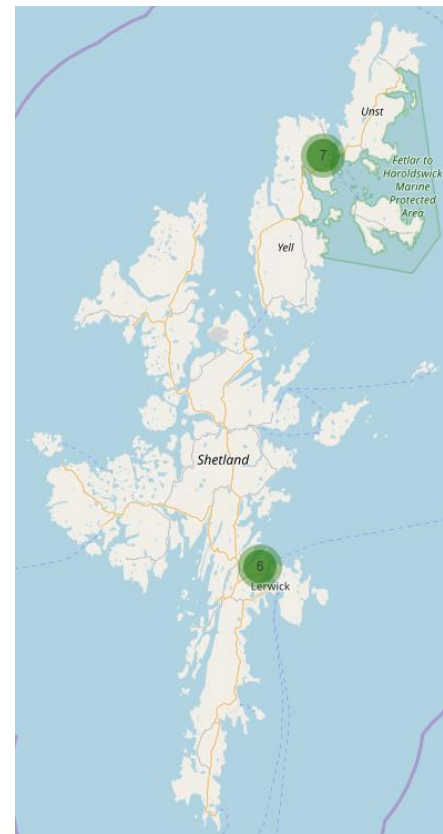 Unst
7
Fetlar to
Haroldswick
Marine
Protected
Area
Yell
Shetland
6
Lerwick